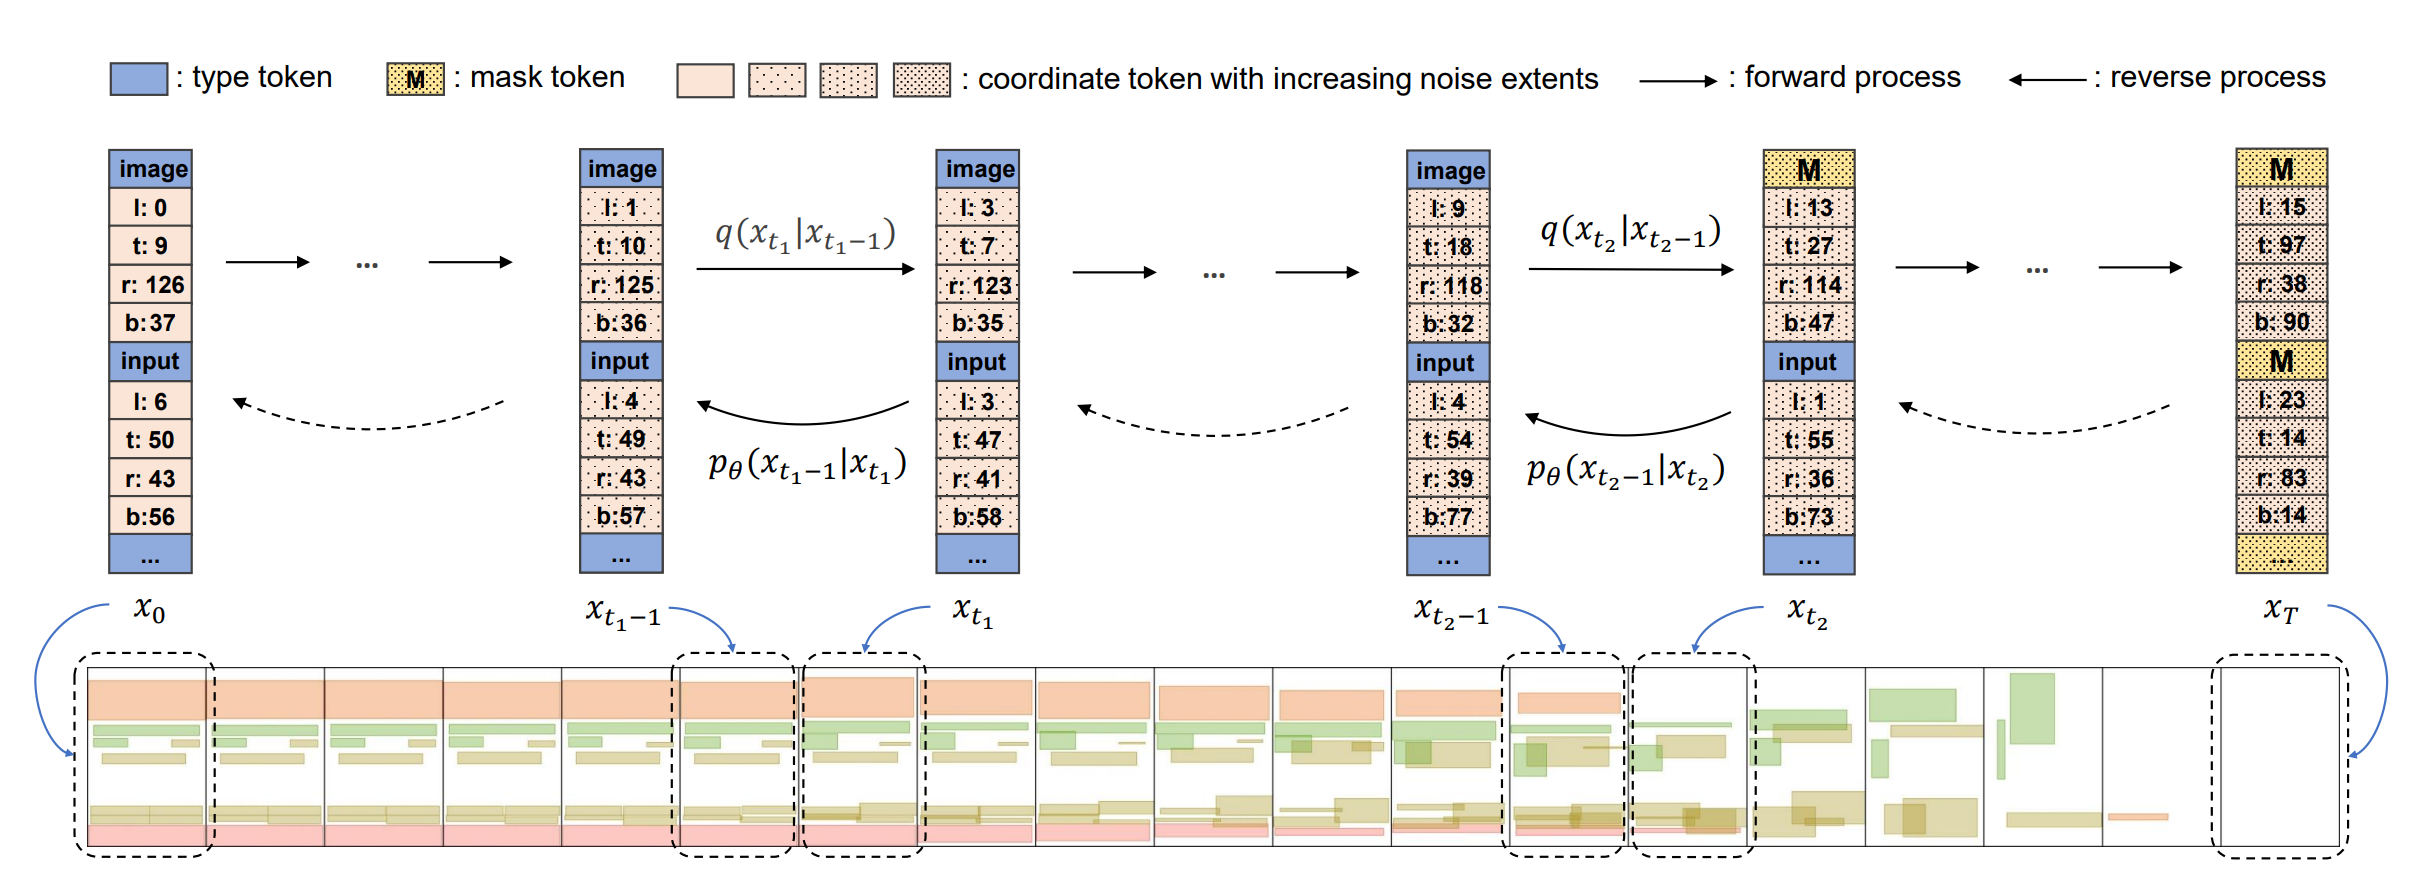 : type token
M : mask token
: coordinate token with increasing noise extents
: forward process
: reverse process
image
l: 0
t: 9
r: 126
b:37
input
l: 6
t: 50
r: 43
b:56
...
x_0
...
image
l: 1
t: 10
r: 125
b:36
input
l: 4
t: 49
r: 43
b:57
...
x_{t_1-1}
q(x_{t_1}|x_{t_1-1})
p_θ(x_{t_1-1}|x_{t_1})
image
l: 3
t: 7
r: 123
b:35
input
l: 3
t: 47
r: 41
b:58
...
x_{t_1}
...
image
l: 9
t: 18
r: 118
b:32
input
l: 4
t: 54
r: 39
b:77
...
x_{t_2-1}
q(x_{t_2}|x_{t_2-1})
p_θ(x_{t_2-1}|x_{t_2})
M
l: 13
t: 27
r: 114
b:47
input
l: 1
t: 55
r: 36
b:73
...
x_{t_2}
...
M
l: 15
t: 97
r: 38
b: 90
M
l: 23
t: 14
r: 83
b:14
...
x_T